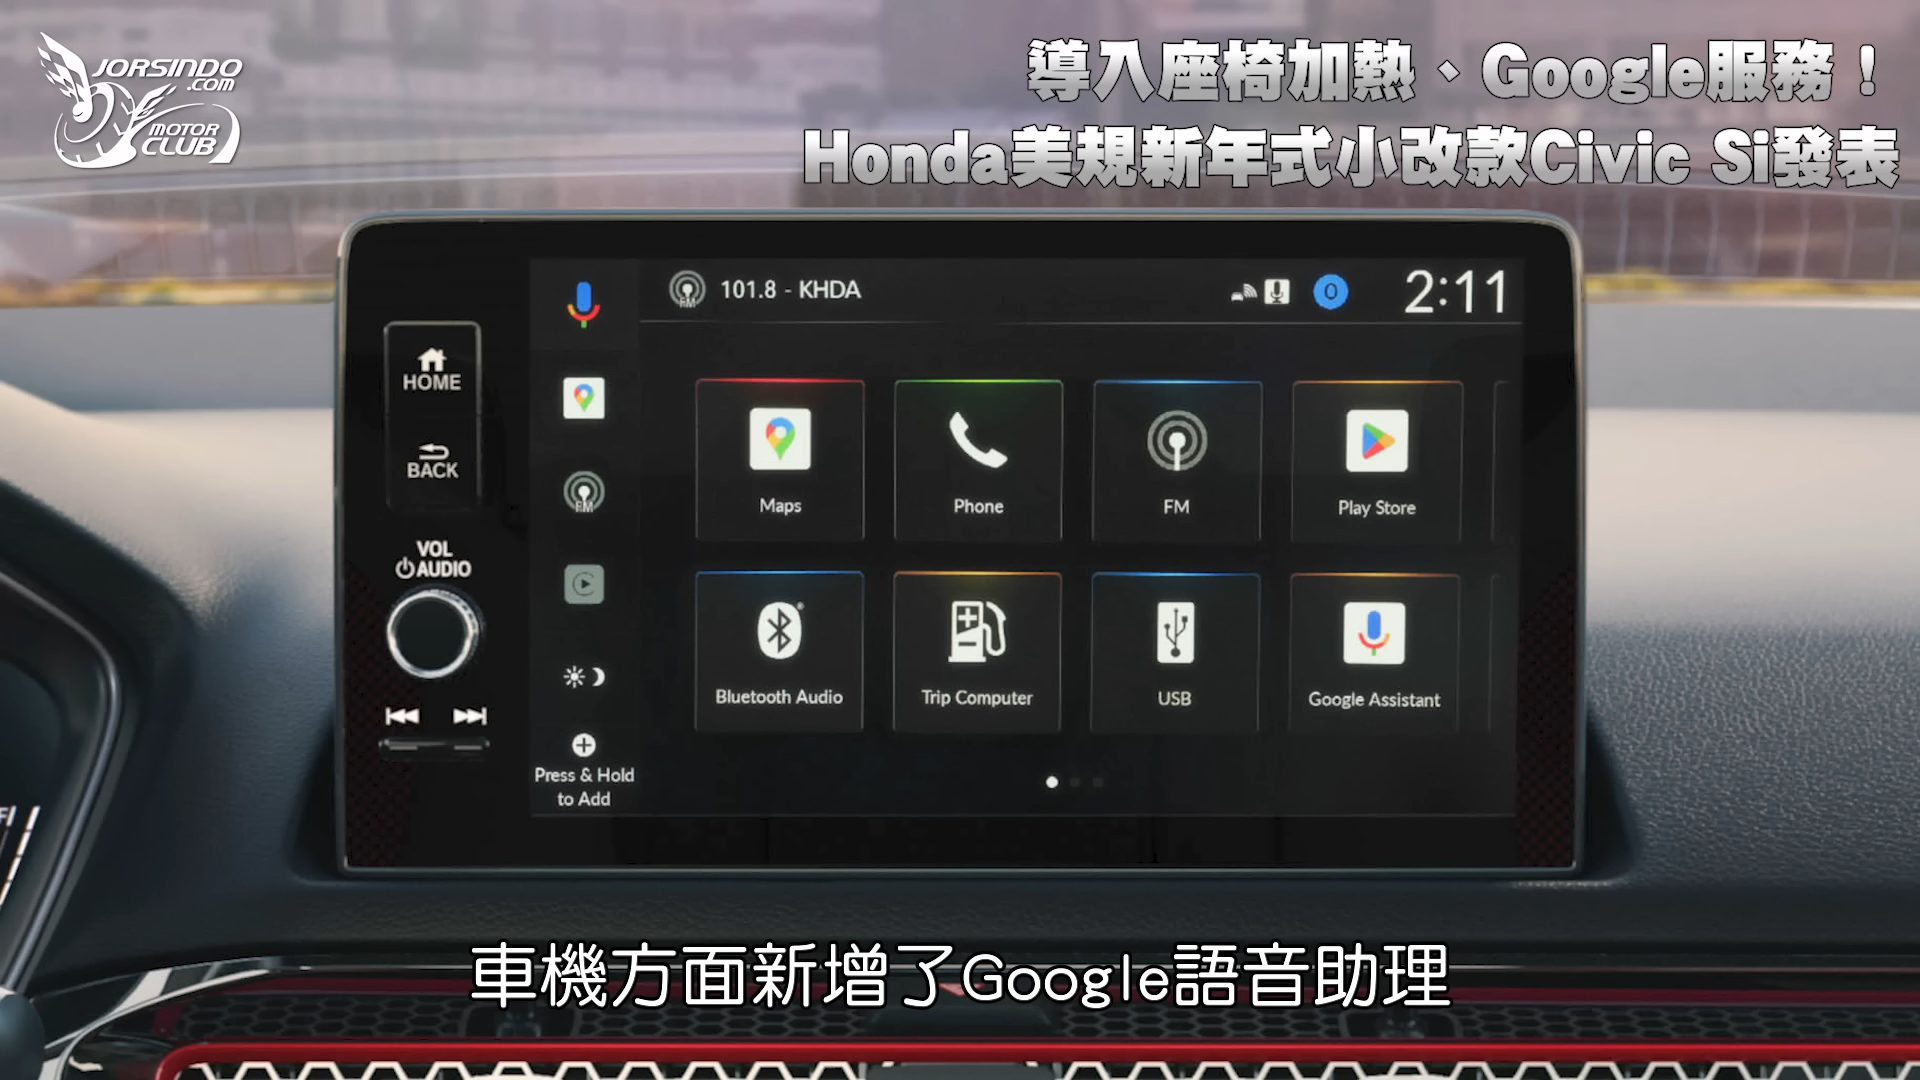 JORSINDO
.COM
MOTOR
CLUB
導入座椅加熱、Google服務！
Honda美規新年式小改款Civic Si發表
HOME
BACK
VOL
AUDIO
FM
101.8 - KHDA
2:11
FM
Press & Hold
to Add
Maps
Phone
FM
Play Store
Bluetooth Audio
Trip Computer
USB
Google Assistant
車機方面新增了Google語音助理